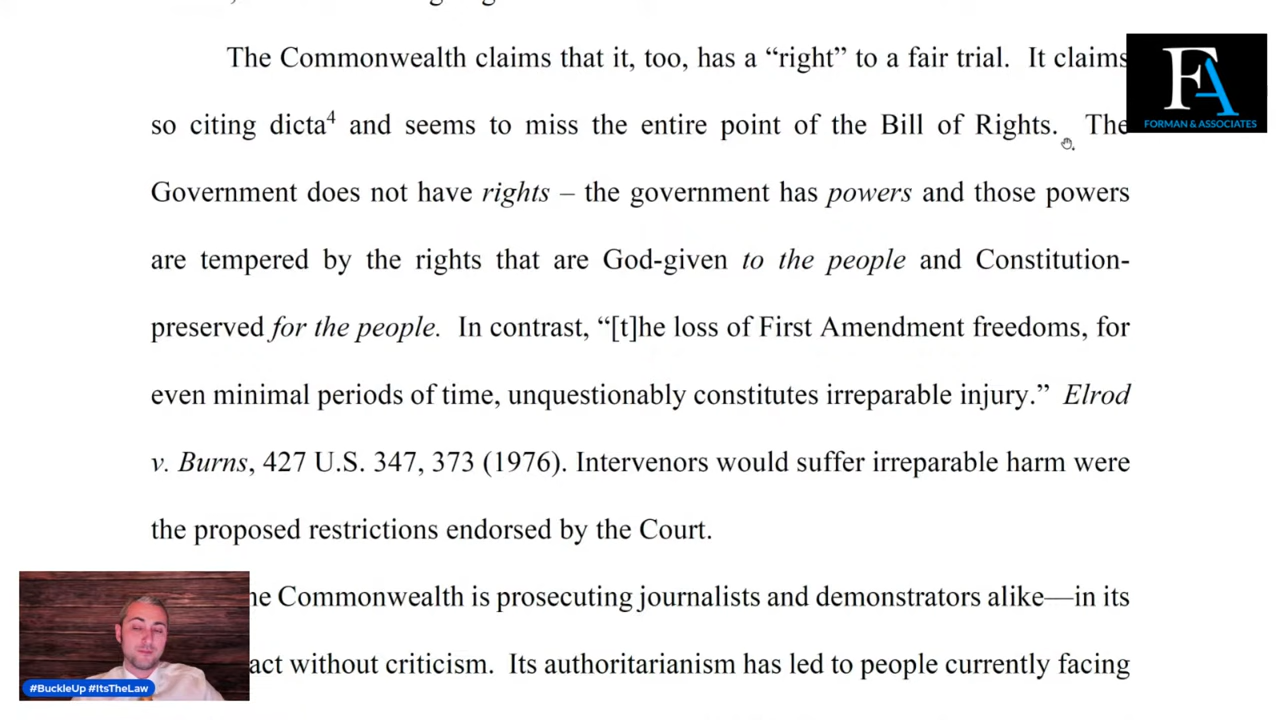 The Commonwealth claims that it, too, has a “right” to a fair trial. It claims
so citing dicta4 and seems to miss the entire point of the Bill of Rights. The
Government does not have rights – the government has powers and those powers
are tempered by the rights that are God-given to the people and Constitution-
preserved for the people. In contrast, “[t]he loss of First Amendment freedoms, for
even minimal periods of time, unquestionably constitutes irreparable injury.” Elrod
v. Burns, 427 U.S. 347, 373 (1976). Intervenors would suffer irreparable harm were
the proposed restrictions endorsed by the Court.
Commonwealth is prosecuting journalists and demonstrators alike—in its
act without criticism. Its authoritarianism has led to people currently facing
FA
FORMAN & ASSOCIATES
#BuckleUp #ItsTheLaw